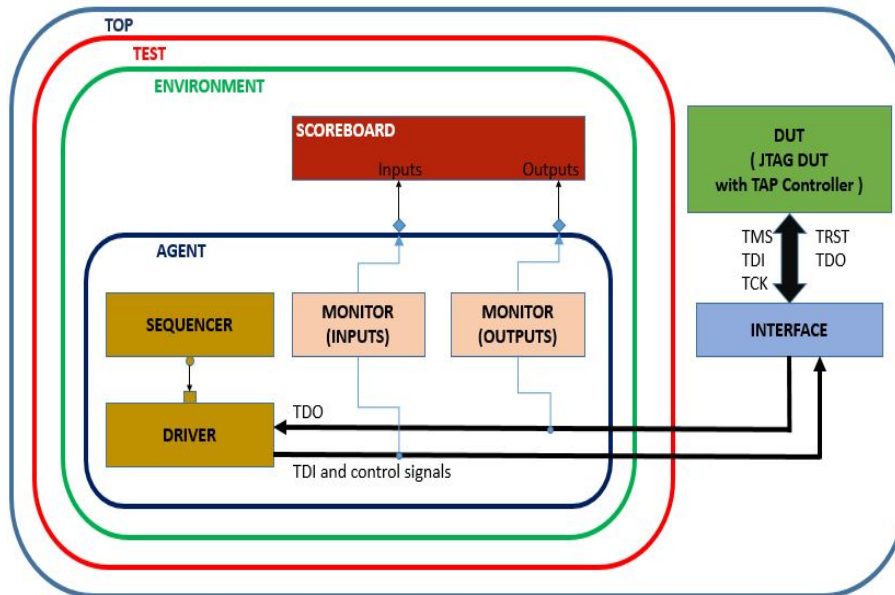 TOP
TEST
ENVIRONMENT
SCOREBOARD
Inputs
Outputs
DUT
( JTAG DUT
with TAP Controller )
TMS
TRST
TDI
TDO
TCK
AGENT
SEQUENCER
MONITOR
(INPUTS)
MONITOR
(OUTPUTS)
INTERFACE
TDO
DRIVER
TDI and control signals